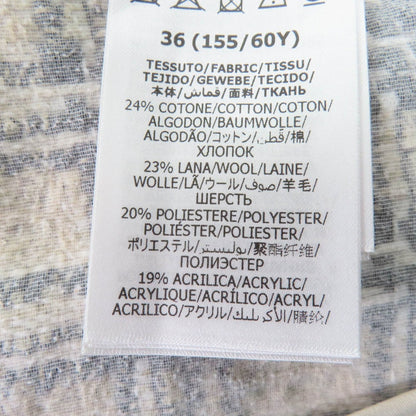 36 (155/60Y)
TESSUTO/FABRIC/TISSU/
TEJIDO/GEWEBE/TECIDO/
本体/قماش/面料/ТКАНЬ
24% COTONE/COTTON/COTON/
ALGODON/BAUMWOLLE/
ALGODÃO/コットン/قطن/棉/
ХЛОПОК
23% LANA/WOOL/LAINE/
WOLLE/LÃ/ウール/صوف/羊毛/
ШЕРСТЬ
20% POLIESTERE/POLYESTER/
POLIÉSTER/POLYESTER/
ポリエステル/بوليستر/聚酯纤维/
ПОЛИЭСТЕР
19% ACRILICA/ACRYLIC/
ACRYLIQUE/ACRÍLICO/ACRYL/
ACRILICO/アクリル/الأكريليك/腈纶/